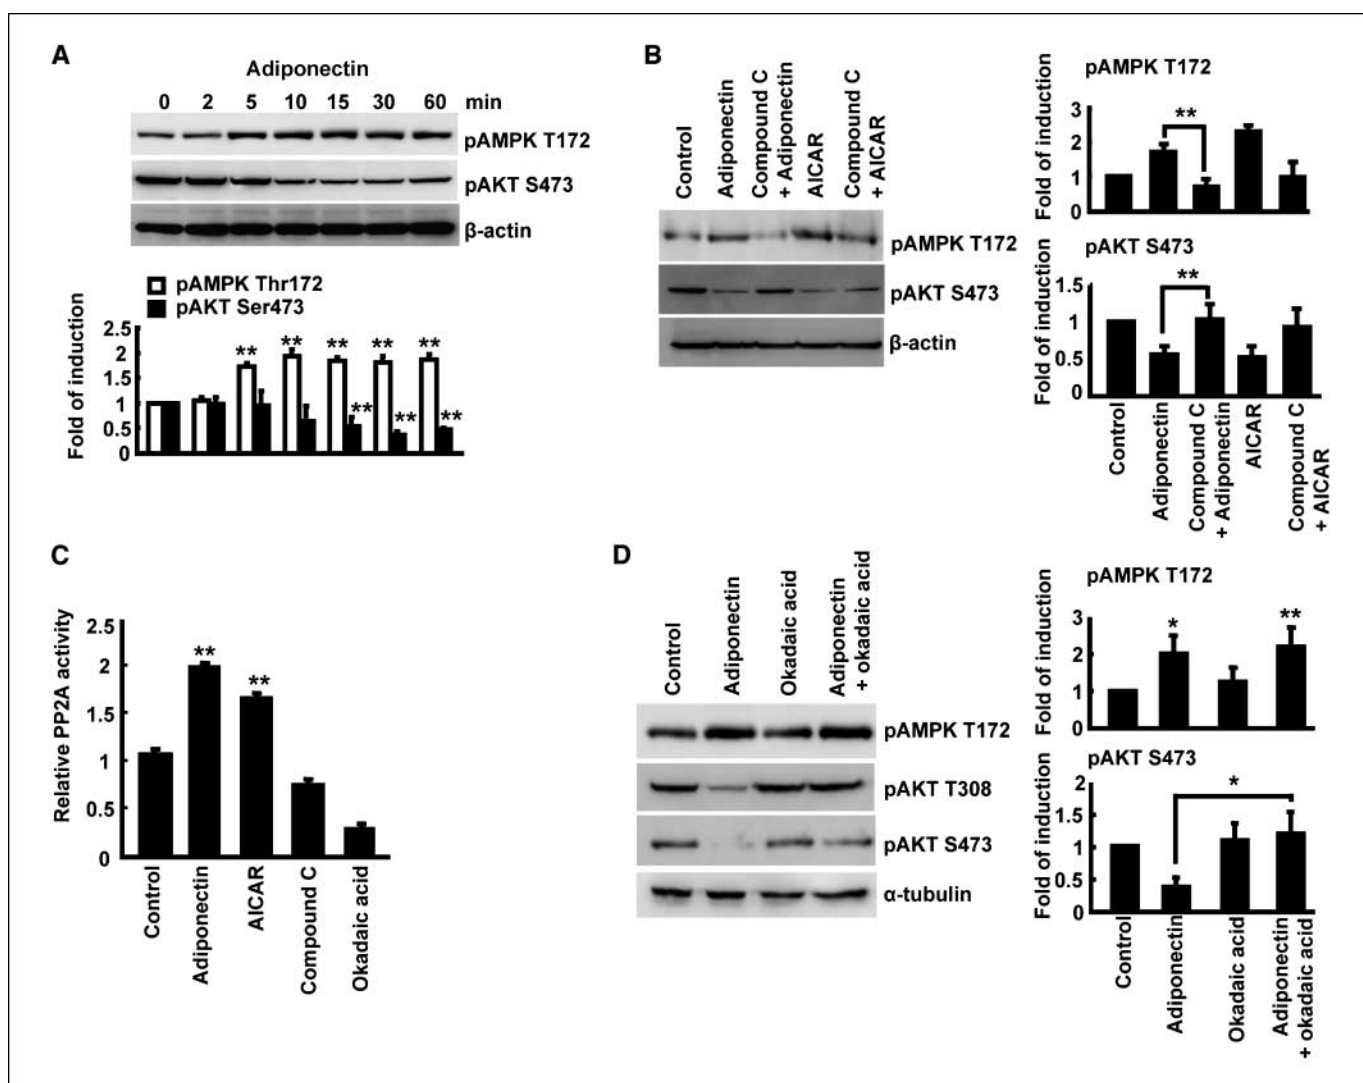 A
Adiponectin
0 2 5 10 15 30 60 min
pAMPK T172
pAKT S473
β-actin
pAMPK Thr172
pAKT Ser473
Fold of induction
2.5
2
1.5
1
0.5
0
** ** ** ** **
** ** **
B
Control
Adiponectin
Compound C
+ Adiponectin
AICAR
Compound C
+ AICAR
pAMPK T172
pAKT S473
β-actin
pAMPK T172
Fold of induction
3
2
1
0
**
pAKT S473
Fold of induction
1.5
1
0.5
0
**
Control
Adiponectin
Compound C
+ Adiponectin
AICAR
Compound C
+ AICAR
C
Relative PP2A activity
2.5
2
1.5
1
0.5
0
**
**
Control
Adiponectin
AICAR
Compound C
Okadaic acid
D
Control
Adiponectin
Okadaic acid
Adiponectin
+ okadaic acid
pAMPK T172
pAKT T308
pAKT S473
α-tubulin
pAMPK T172
Fold of induction
3
2
1
0
*
**
pAKT S473
Fold of induction
2
1.5
1
0.5
0
*
Control
Adiponectin
Okadaic acid
Adiponectin
+ okadaic acid